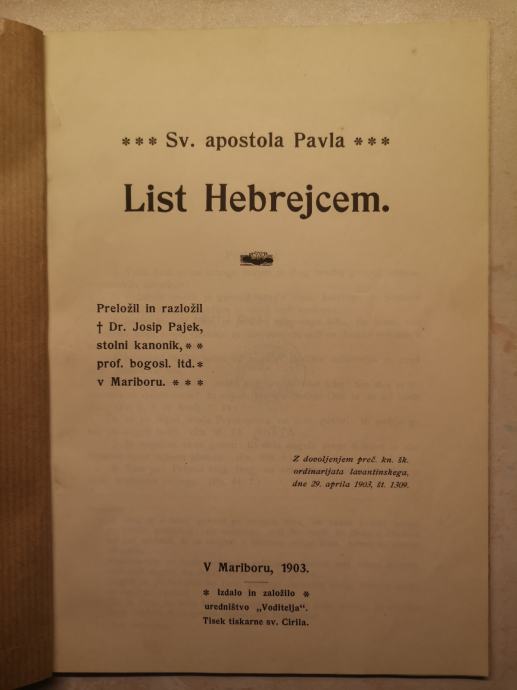 *** Sv. apostola Pavla ***
List Hebrejcem.
Preložil in razložil
† Dr. Josip Pajek,
stolni kanonik, * *
prof. bogosl. itd. *
v Mariboru. * * *
Z dovoljenjem preč. kn. šk.
ordinarijata lavantinskega,
dne 29. aprila 1903, št. 1309.
V Mariboru, 1903.
* Izdalo in založilo *
uredništvo „Voditelja“.
Tisek tiskarne sv. Cirila.